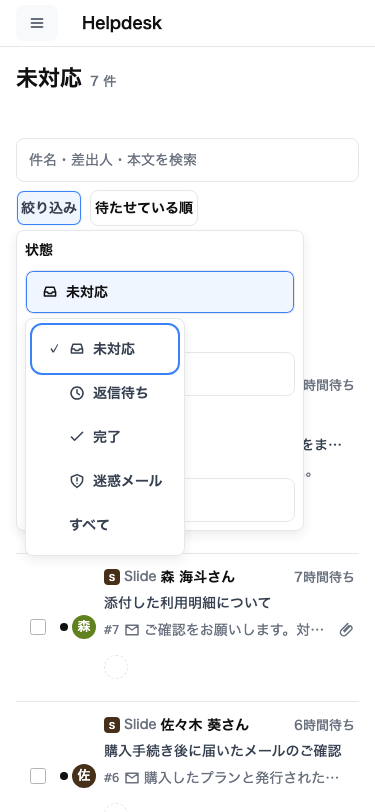 Helpdesk
未対応 7 件
件名・差出人・本文を検索
絞り込み 待たせている順
状態
未対応
✓ 未対応
返信待ち
完了
迷惑メール
すべて
時間待ち
をま…
。
S Slide 森 海斗さん 7時間待ち
添付した利用明細について
森 #7 ご確認をお願いします。対…
S Slide 佐々木 葵さん 6時間待ち
購入手続き後に届いたメールのご確認
佐 #6 購入したプランと発行された…